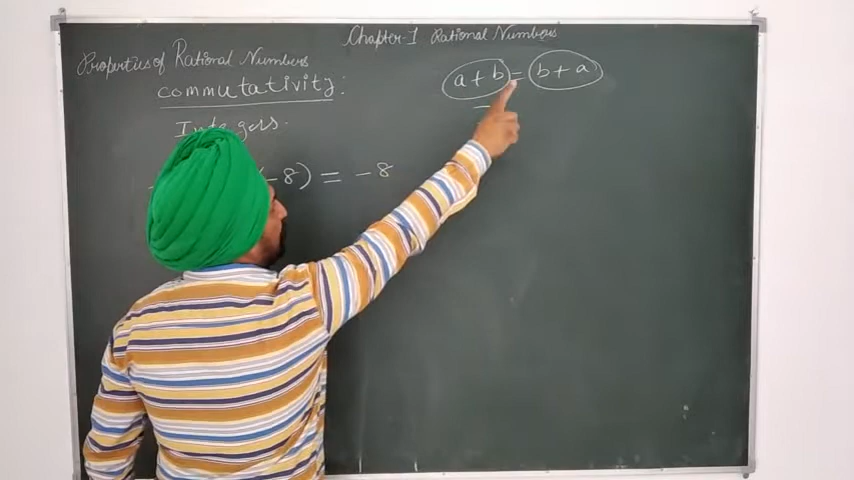 Chapter-1 Rational Numbers
Properties of Rational Numbers
commutativity:
a + b = b + a
Integers.
(-8) = -8